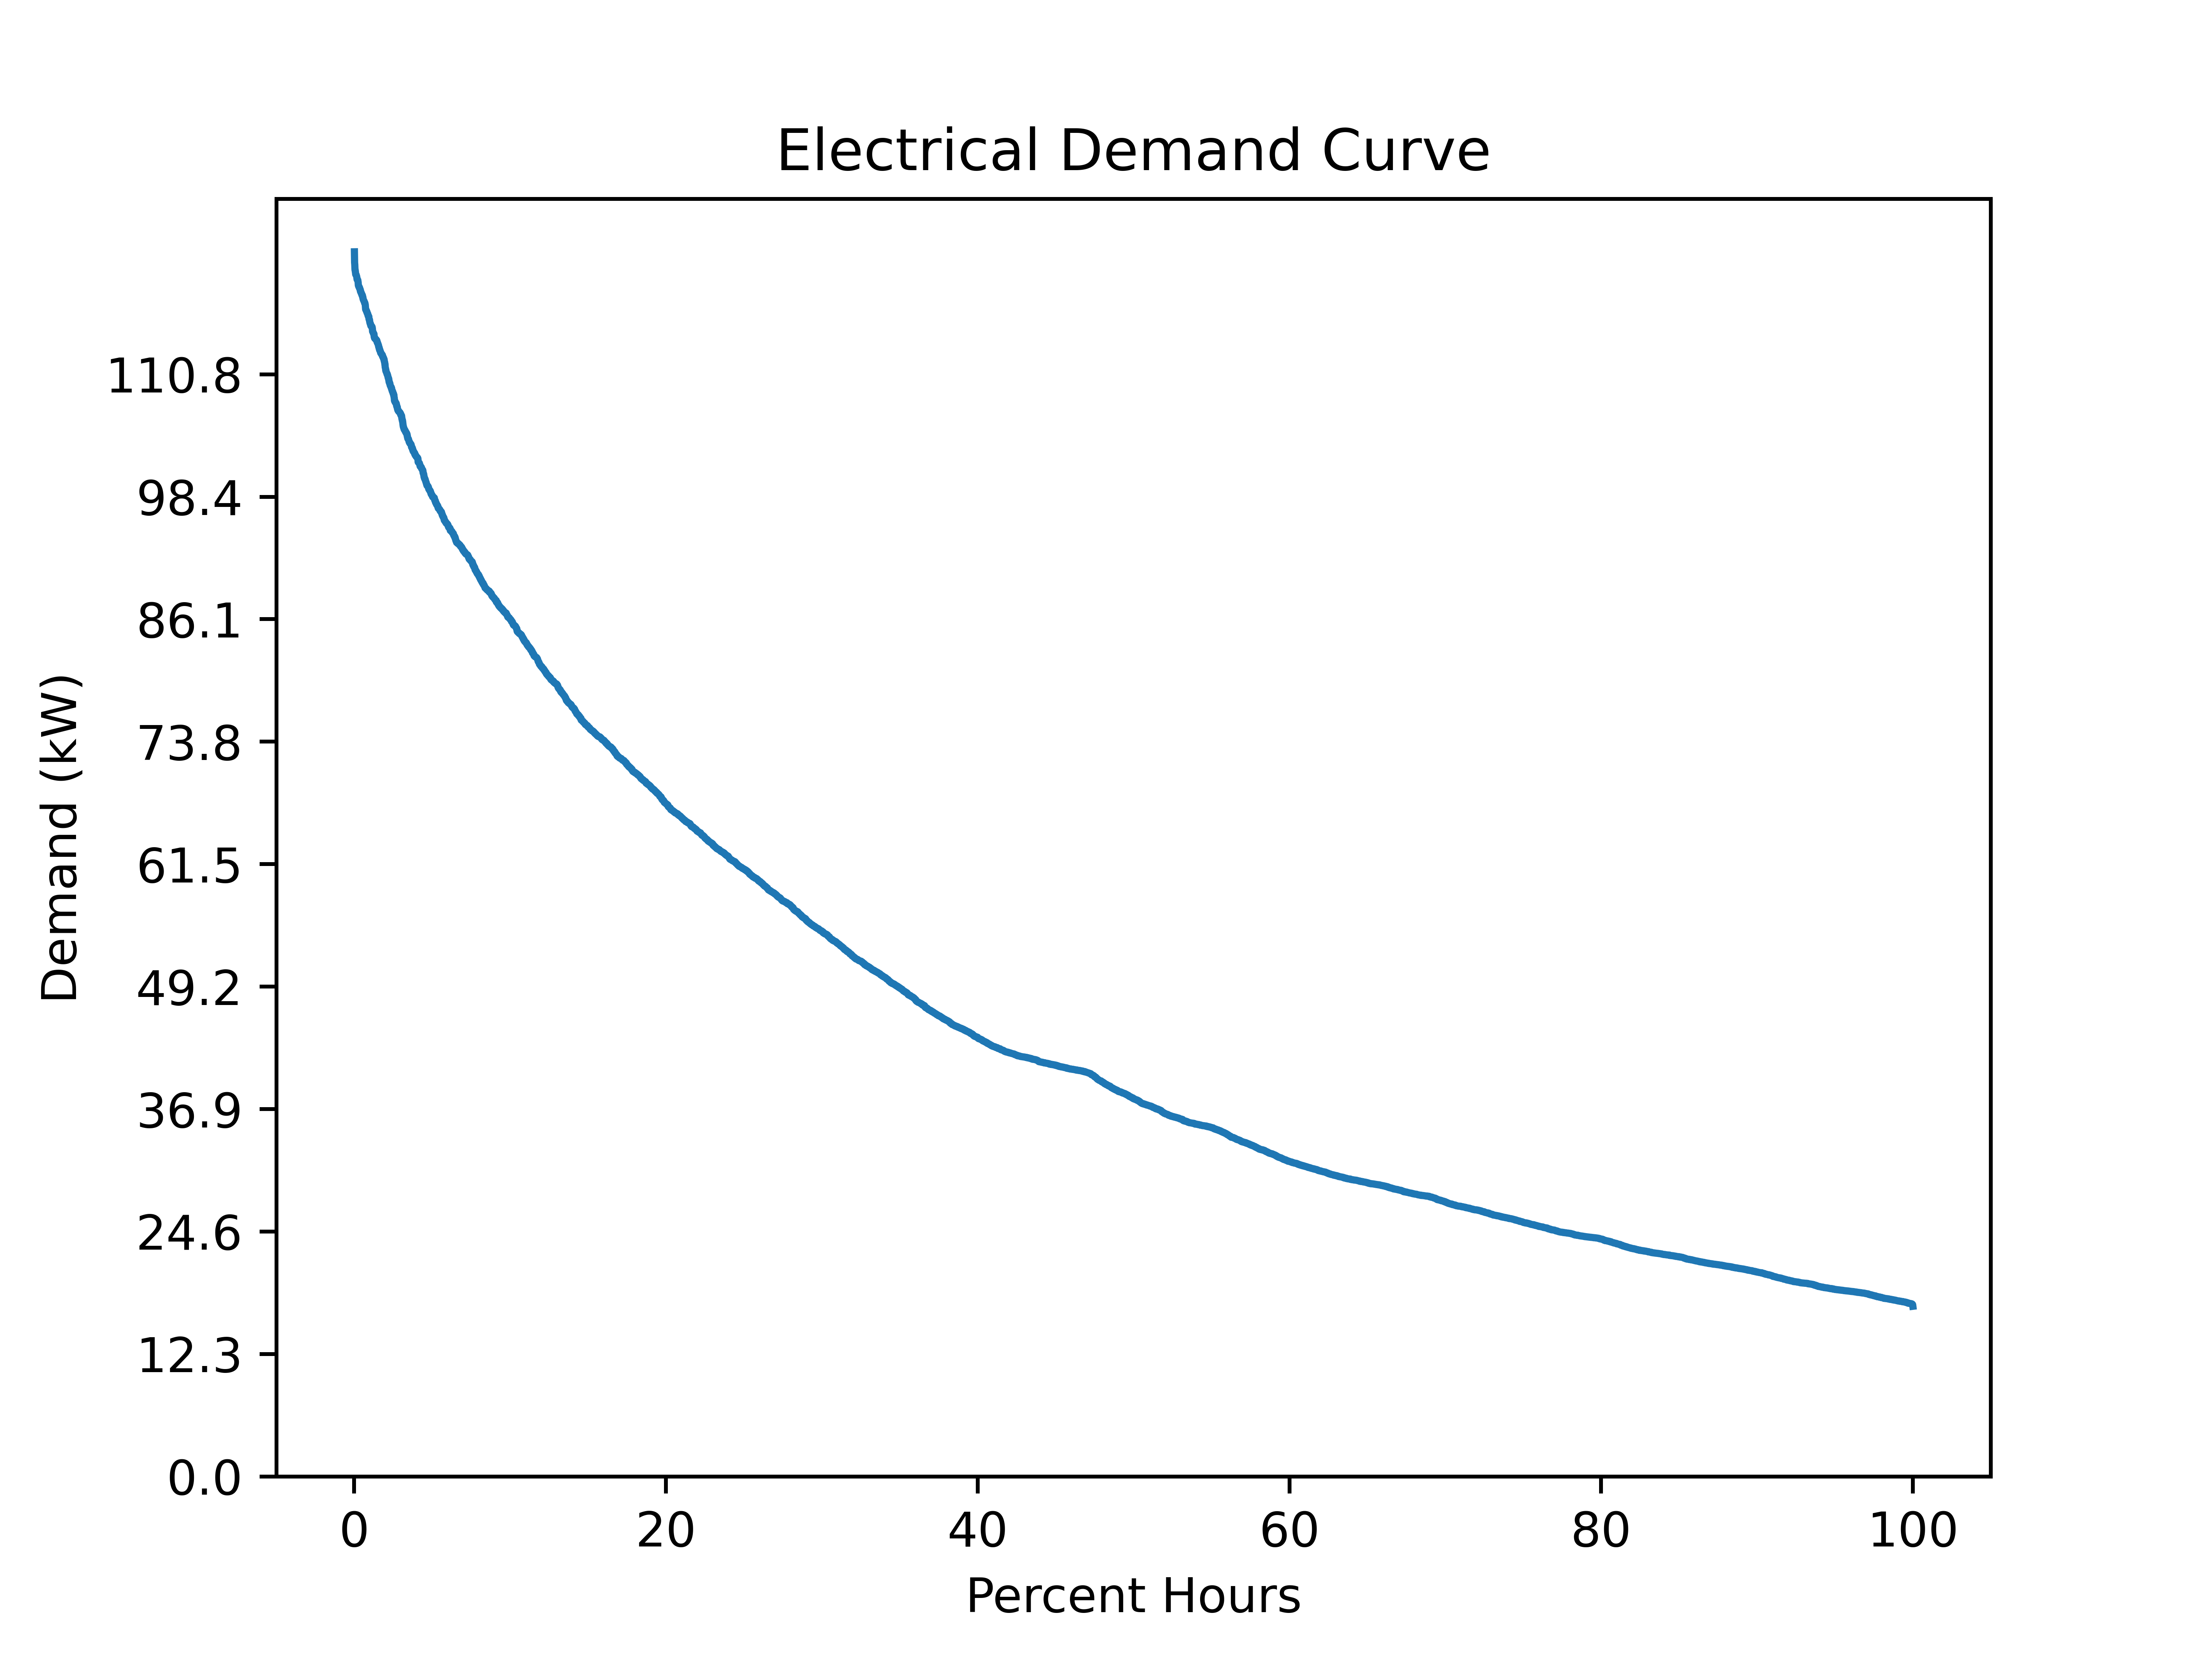 Electrical Demand Curve
Demand (kW)
110.8
98.4
86.1
73.8
61.5
49.2
36.9
24.6
12.3
0.0
0 20 40 60 80 100
Percent Hours